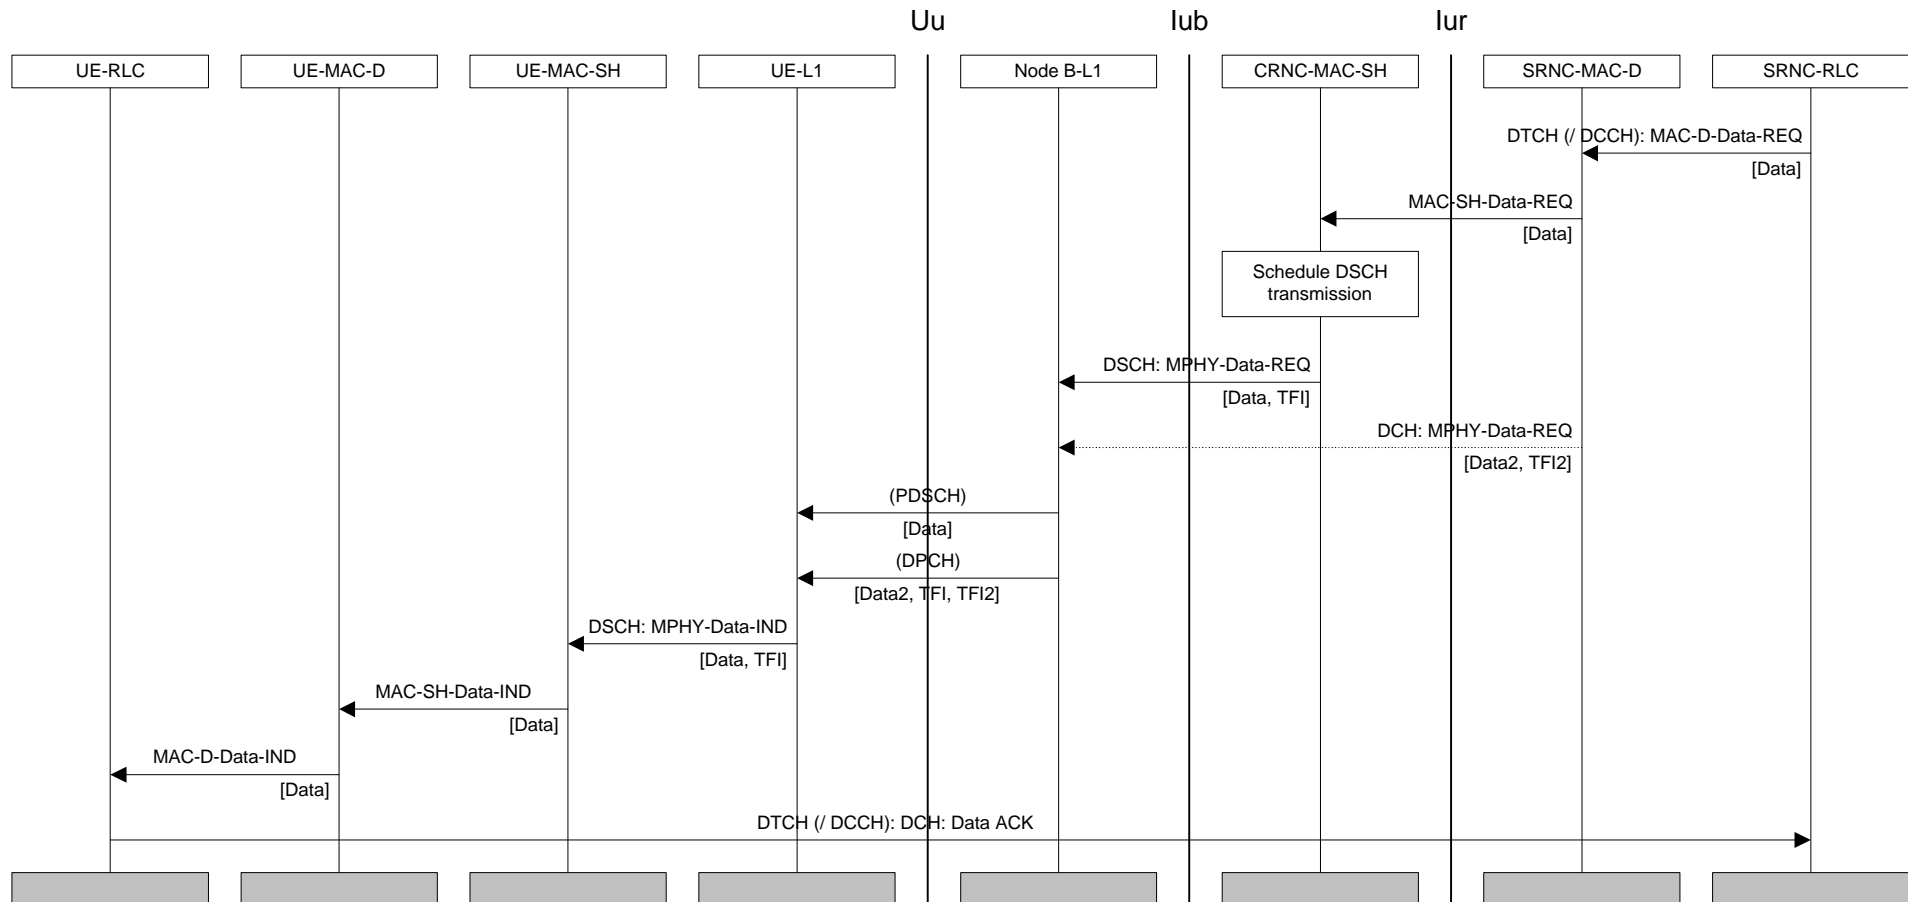 Uu
Iub
Iur
UE-RLC
UE-MAC-D
UE-MAC-SH
UE-L1
Node B-L1
CRNC-MAC-SH
SRNC-MAC-D
SRNC-RLC
DTCH (/ DCCH): MAC-D-Data-REQ
[Data]
MAC-SH-Data-REQ
[Data]
Schedule DSCH
transmission
DSCH: MPHY-Data-REQ
[Data, TFI]
DCH: MPHY-Data-REQ
[Data2, TFI2]
(PDSCH)
[Data]
(DPCH)
[Data2, TFI, TFI2]
DSCH: MPHY-Data-IND
[Data, TFI]
MAC-SH-Data-IND
[Data]
MAC-D-Data-IND
[Data]
DTCH (/ DCCH): DCH: Data ACK